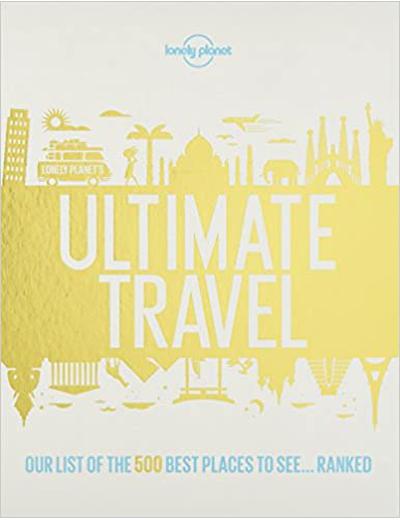 lonely planet
LONELY PLANET'S
ULTIMATE
TRAVEL
OUR LIST OF THE 500 BEST PLACES TO SEE... RANKED